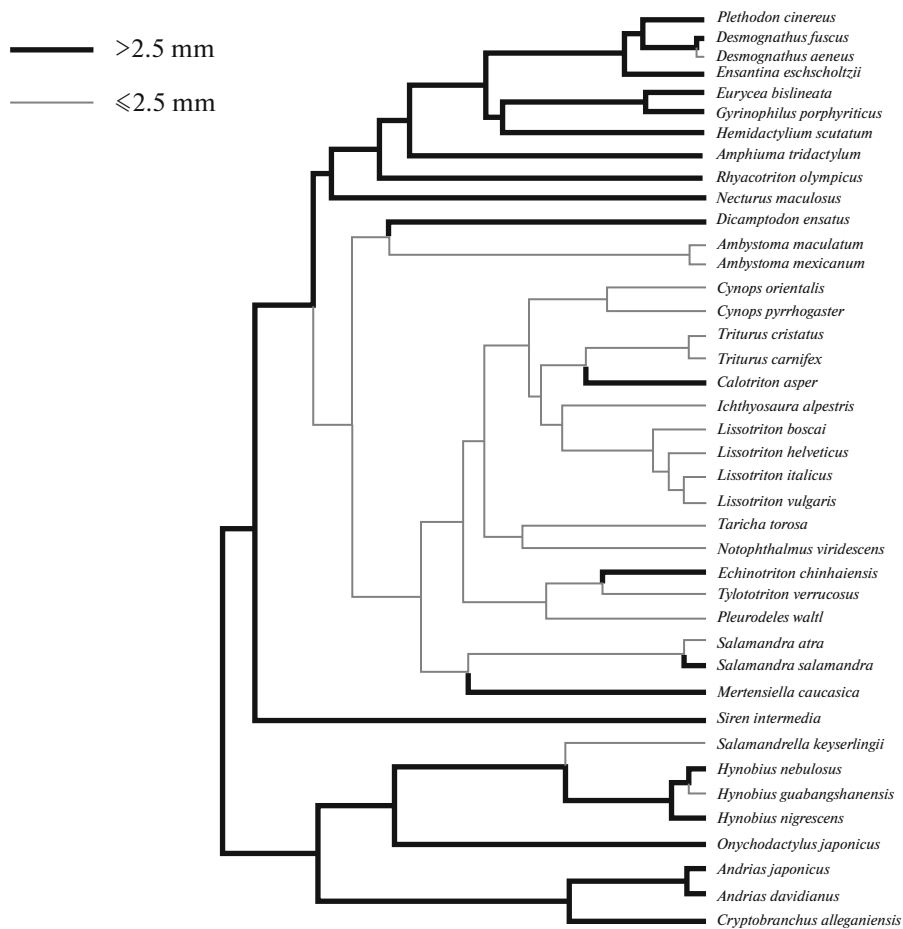 >2.5 mm
⩽2.5 mm
Plethodon cinereus
Desmognathus fuscus
Desmognathus aeneus
Ensantina eschscholtzii
Eurycea bislineata
Gyrinophilus porphyriticus
Hemidactylium scutatum
Amphiuma tridactylum
Rhyacotriton olympicus
Necturus maculosus
Dicamptodon ensatus
Ambystoma maculatum
Ambystoma mexicanum
Cynops orientalis
Cynops pyrrhogaster
Triturus cristatus
Triturus carnifex
Calotriton asper
Ichthyosaura alpestris
Lissotriton boscai
Lissotriton helveticus
Lissotriton italicus
Lissotriton vulgaris
Taricha torosa
Notophthalmus viridescens
Echinotriton chinhaiensis
Tylototriton verrucosus
Pleurodeles waltl
Salamandra atra
Salamandra salamandra
Mertensiella caucasica
Siren intermedia
Salamandrella keyserlingii
Hynobius nebulosus
Hynobius guabangshanensis
Hynobius nigrescens
Onychodactylus japonicus
Andrias japonicus
Andrias davidianus
Cryptobranchus alleganiensis